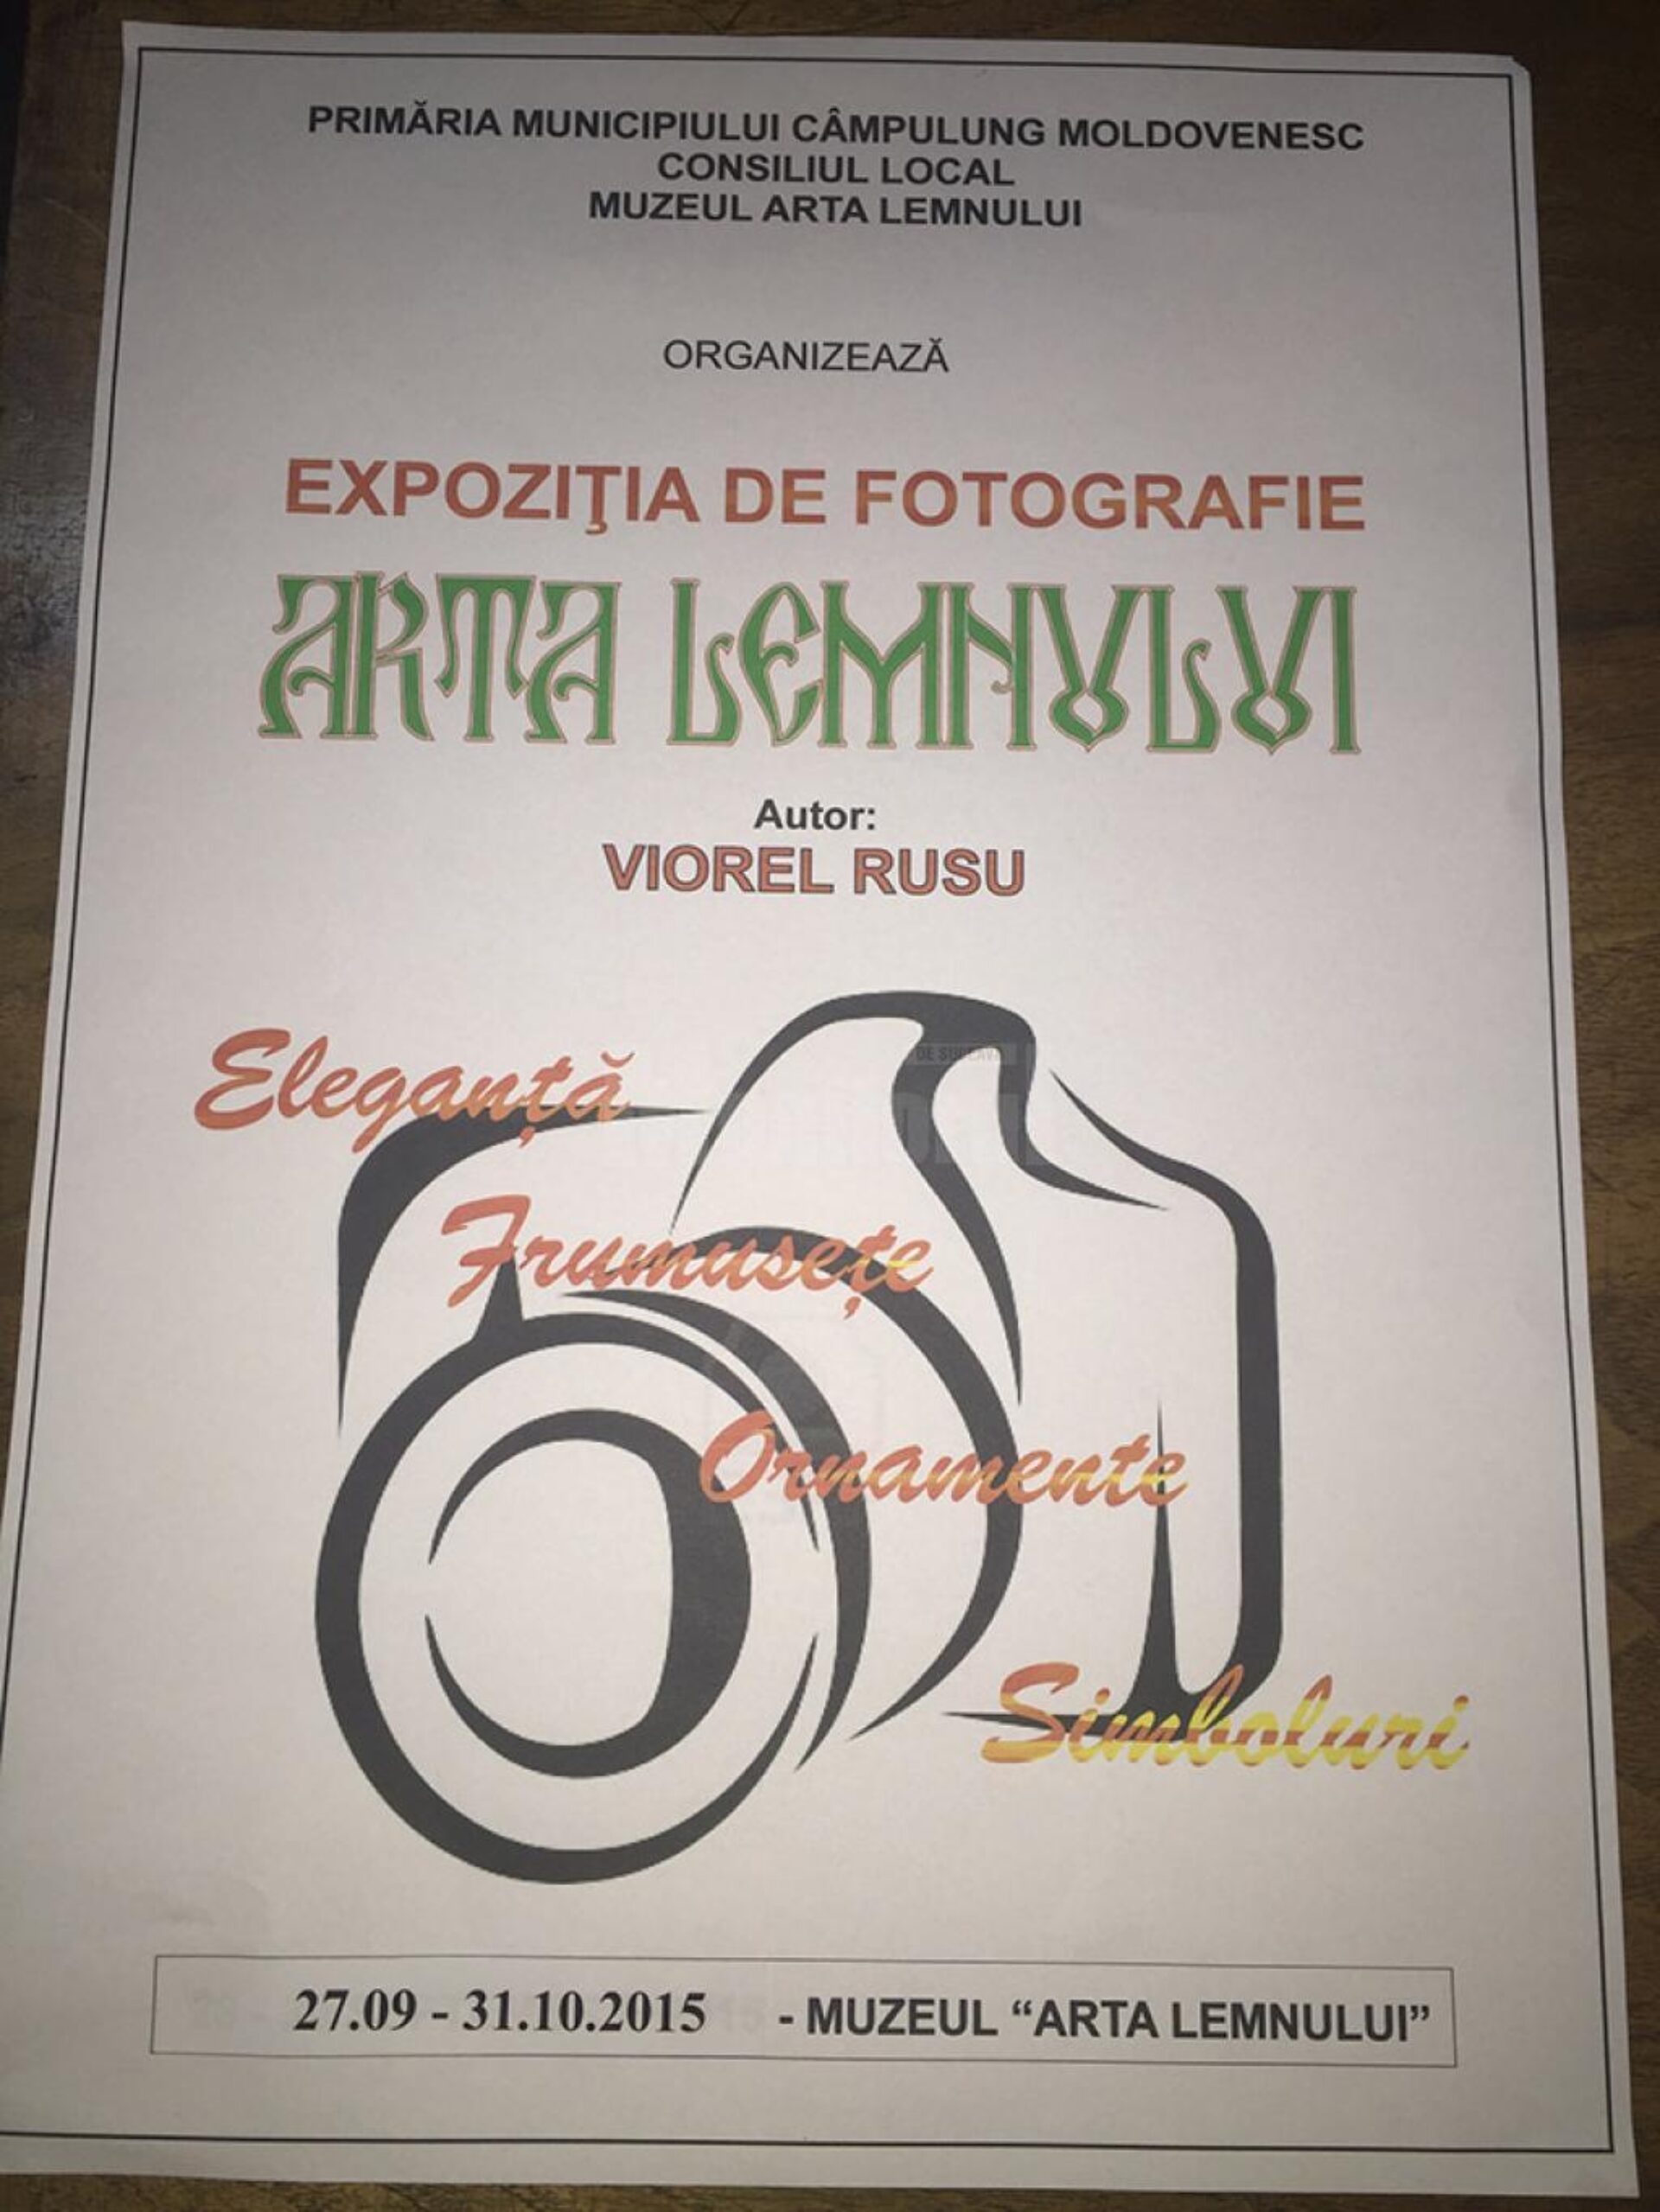 PRIMĂRIA MUNICIPIULUI CÂMPULUNG MOLDOVENESC
CONSILIUL LOCAL
MUZEUL ARTA LEMNULUI
ORGANIZEAZĂ
EXPOZIŢIA DE FOTOGRAFIE
ARTA LEMNULUI
Autor:
VIOREL RUSU
Eleganță
Frumusețe
Ornamente
Simboluri
27.09 - 31.10.2015 - MUZEUL “ARTA LEMNULUI”